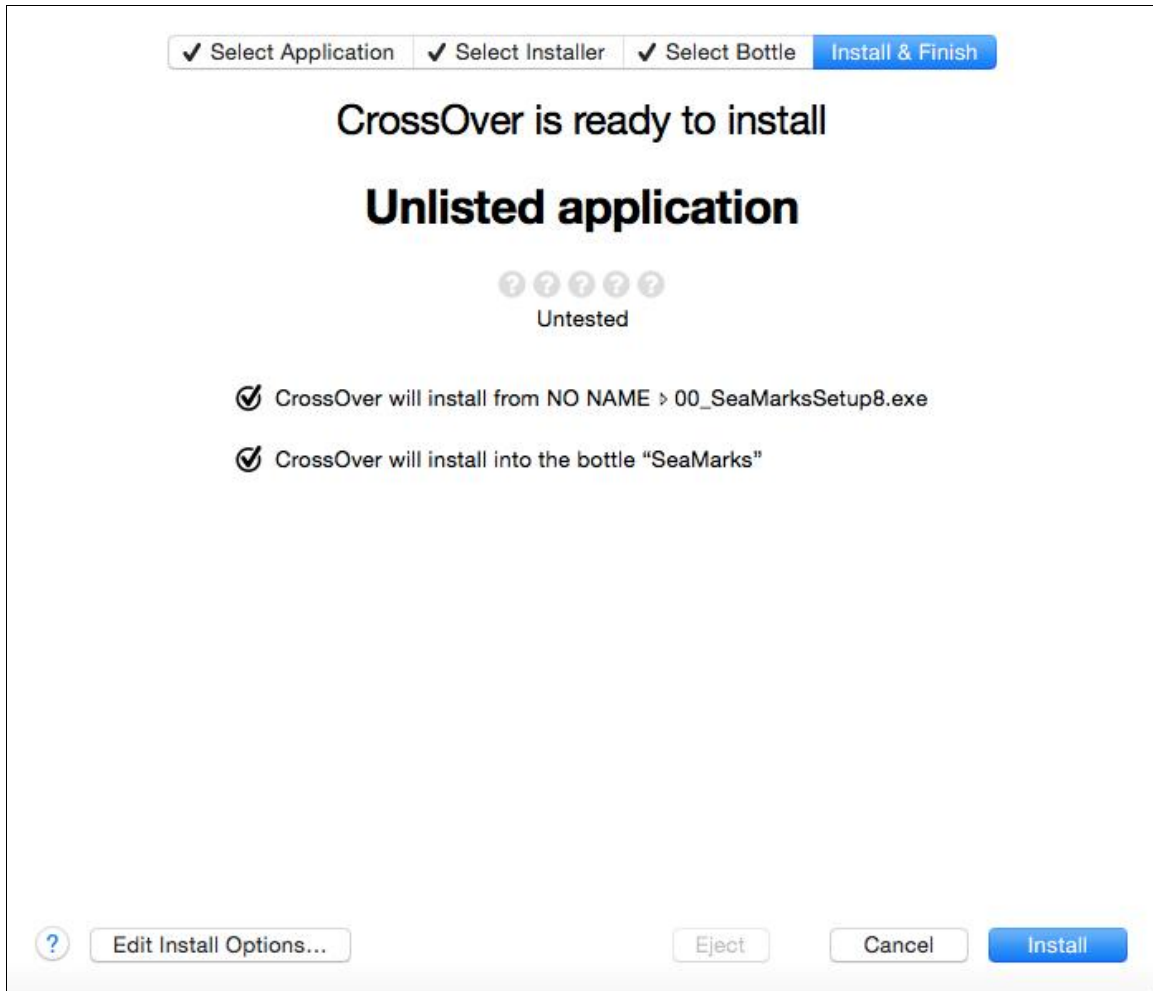 ✓ Select Application ✓ Select Installer ✓ Select Bottle Install & Finish
CrossOver is ready to install
Unlisted application
? ? ? ? ?
Untested
CrossOver will install from NO NAME ▹ 00_SeaMarksSetup8.exe
CrossOver will install into the bottle “SeaMarks”
? Edit Install Options... Eject Cancel Install